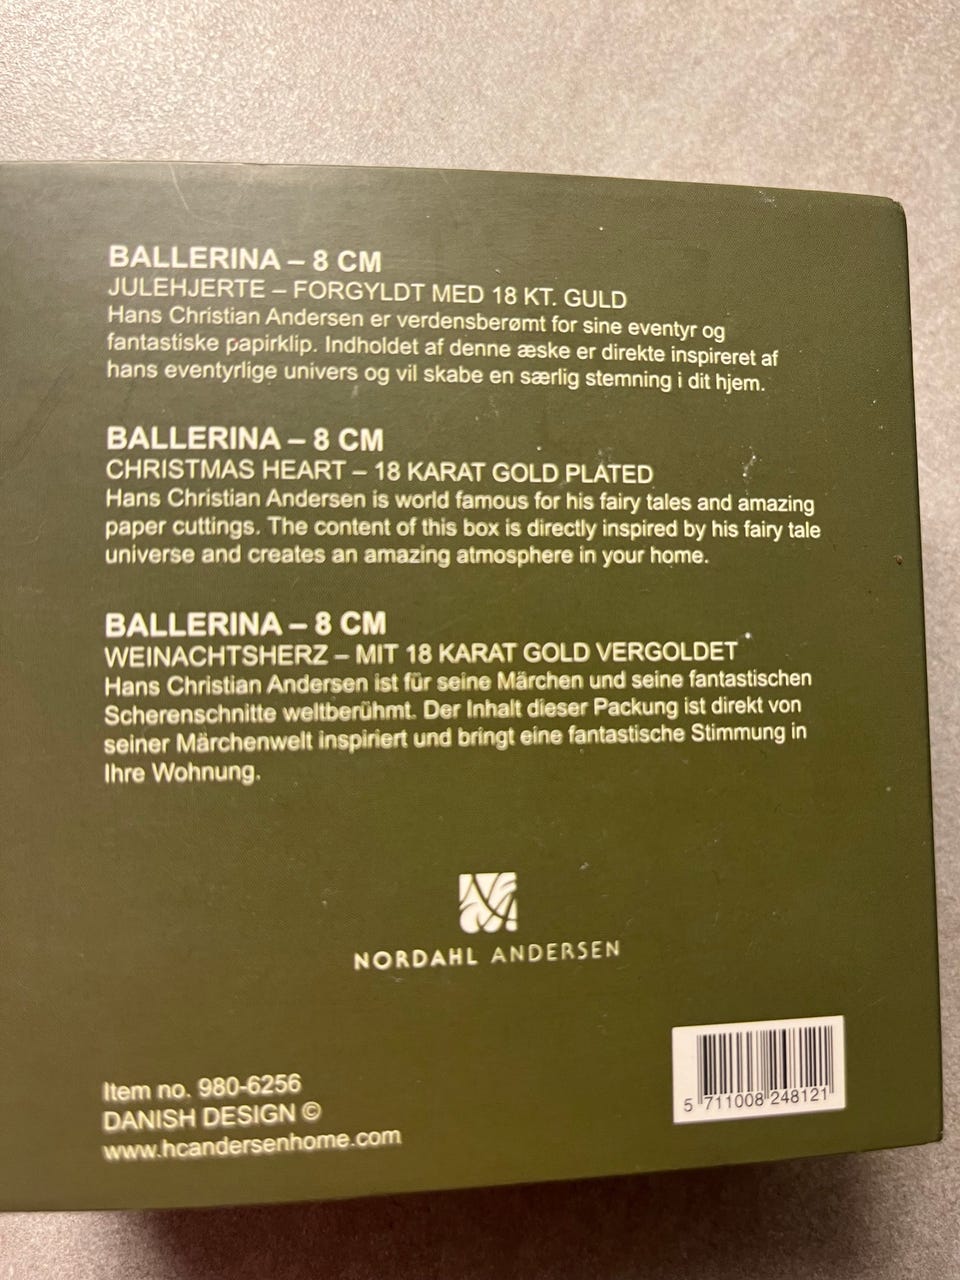 BALLERINA – 8 CM
JULEHJERTE – FORGYLDT MED 18 KT. GULD
Hans Christian Andersen er verdensberømt for sine eventyr og
fantastiske papirklip. Indholdet af denne æske er direkte inspireret af
hans eventyrlige univers og vil skabe en særlig stemning i dit hjem.
BALLERINA – 8 CM
CHRISTMAS HEART – 18 KARAT GOLD PLATED
Hans Christian Andersen is world famous for his fairy tales and amazing
paper cuttings. The content of this box is directly inspired by his fairy tale
universe and creates an amazing atmosphere in your home.
BALLERINA – 8 CM
WEINACHTSHERZ – MIT 18 KARAT GOLD VERGOLDET
Hans Christian Andersen ist für seine Märchen und seine fantastischen
Scherenschnitte weltberühmt. Der Inhalt dieser Packung ist direkt von
seiner Märchenwelt inspiriert und bringt eine fantastische Stimmung in
Ihre Wohnung.
NORDAHL ANDERSEN
Item no. 980-6256
DANISH DESIGN ©
www.hcandersenhome.com
5 711008 248121